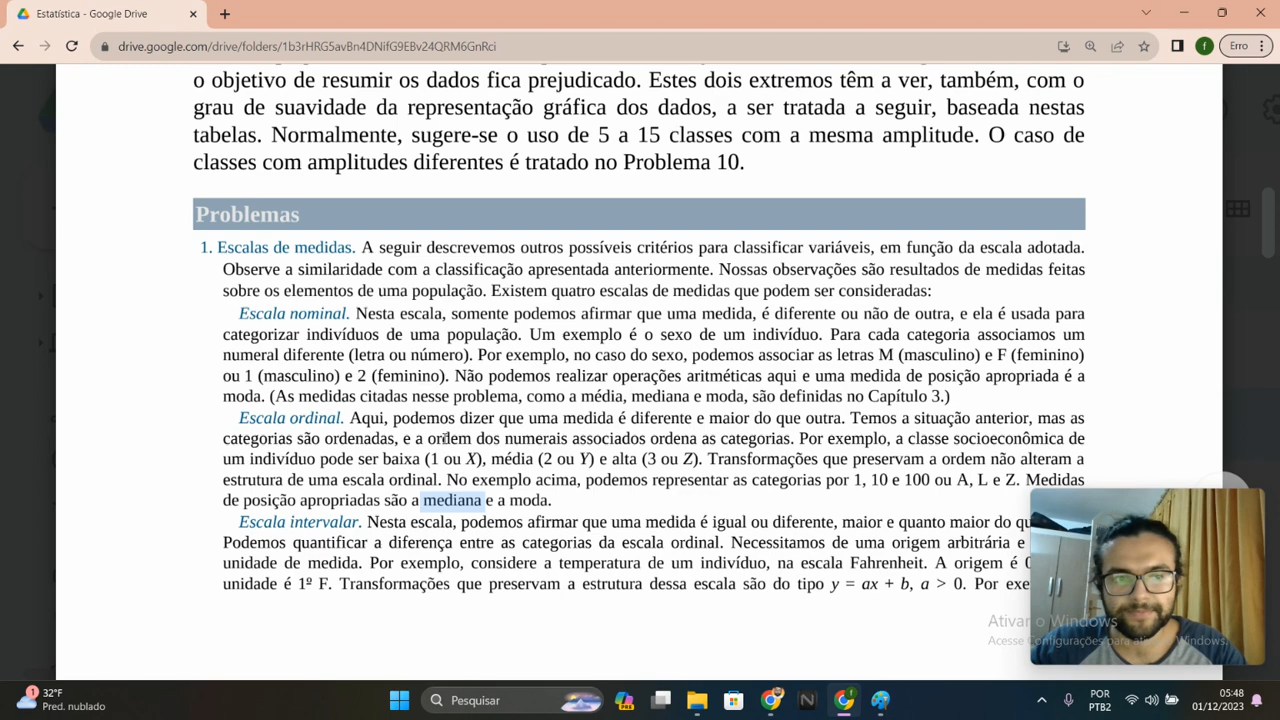 Estatística - Google Drive
drive.google.com/drive/folders/1b3rHRG5avBn4DNifG9EBv24QRM6GnRci
f
Erro
o objetivo de resumir os dados fica prejudicado. Estes dois extremos têm a ver, também, com o
grau de suavidade da representação gráfica dos dados, a ser tratada a seguir, baseada nestas
tabelas. Normalmente, sugere-se o uso de 5 a 15 classes com a mesma amplitude. O caso de
classes com amplitudes diferentes é tratado no Problema 10.
Problemas
1. Escalas de medidas. A seguir descrevemos outros possíveis critérios para classificar variáveis, em função da escala adotada.
Observe a similaridade com a classificação apresentada anteriormente. Nossas observações são resultados de medidas feitas
sobre os elementos de uma população. Existem quatro escalas de medidas que podem ser consideradas:
Escala nominal. Nesta escala, somente podemos afirmar que uma medida, é diferente ou não de outra, e ela é usada para
categorizar indivíduos de uma população. Um exemplo é o sexo de um indivíduo. Para cada categoria associamos um
numeral diferente (letra ou número). Por exemplo, no caso do sexo, podemos associar as letras M (masculino) e F (feminino)
ou 1 (masculino) e 2 (feminino). Não podemos realizar operações aritméticas aqui e uma medida de posição apropriada é a
moda. (As medidas citadas nesse problema, como a média, mediana e moda, são definidas no Capítulo 3.)
Escala ordinal. Aqui, podemos dizer que uma medida é diferente e maior do que outra. Temos a situação anterior, mas as
categorias são ordenadas, e a ordem dos numerais associados ordena as categorias. Por exemplo, a classe socioeconômica de
um indivíduo pode ser baixa (1 ou X), média (2 ou Y) e alta (3 ou Z). Transformações que preservam a ordem não alteram a
estrutura de uma escala ordinal. No exemplo acima, podemos representar as categorias por 1, 10 e 100 ou A, L e Z. Medidas
de posição apropriadas são a mediana e a moda.
Escala intervalar. Nesta escala, podemos afirmar que uma medida é igual ou diferente, maior e quanto maior do qu
Podemos quantificar a diferença entre as categorias da escala ordinal. Necessitamos de uma origem arbitrária e
unidade de medida. Por exemplo, considere a temperatura de um indivíduo, na escala Fahrenheit. A origem é 0
unidade é 1º F. Transformações que preservam a estrutura dessa escala são do tipo y = ax + b, a > 0. Por exe
Ativar o Windows
Acesse Configurações para ativar o Windows.
1
32°F
Pred. nublado
Pesquisar
POR
PTB2
05:48
01/12/2023